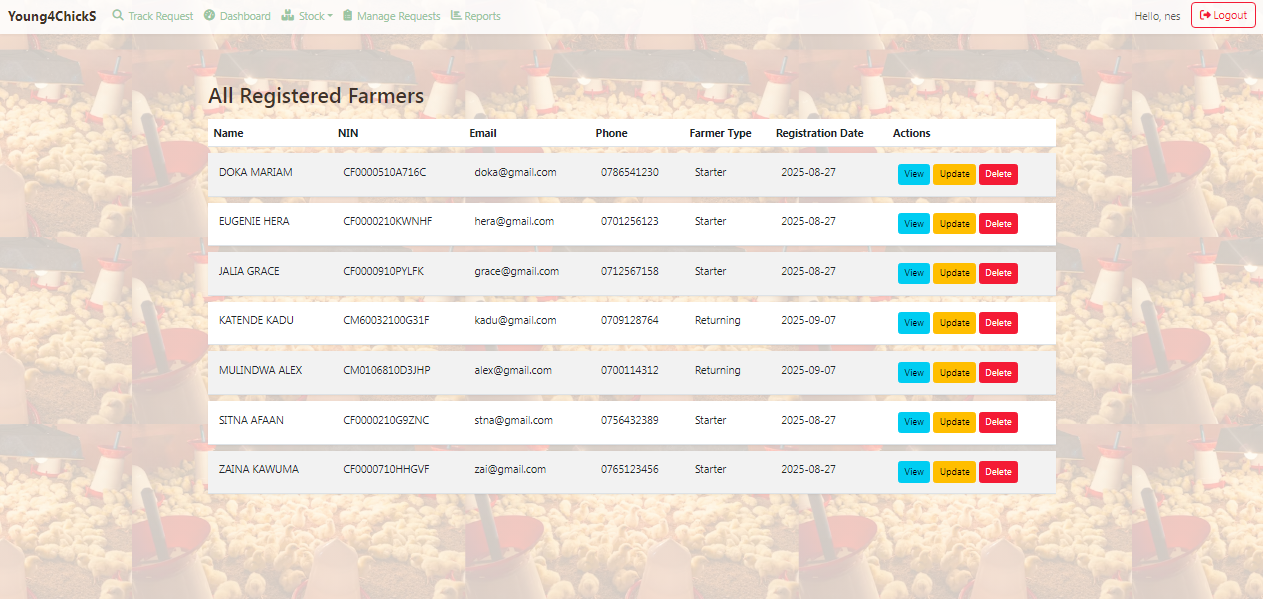 Young4ChickS Track Request Dashboard Stock Manage Requests Reports Hello, nes Logout
All Registered Farmers
Name NIN Email Phone Farmer Type Registration Date Actions
DOKA MARIAM CF0000510A716C doka@gmail.com 0786541230 Starter 2025-08-27 View Update Delete
EUGENIE HERA CF0000210KWNHF hera@gmail.com 0701256123 Starter 2025-08-27 View Update Delete
JALIA GRACE CF0000910PYLFK grace@gmail.com 0712567158 Starter 2025-08-27 View Update Delete
KATENDE KADU CM60032100G31F kadu@gmail.com 0709128764 Returning 2025-09-07 View Update Delete
MULINDWA ALEX CM0106810D3JHP alex@gmail.com 0700114312 Returning 2025-09-07 View Update Delete
SITNA AFAAN CF0000210G9ZNC stna@gmail.com 0756432389 Starter 2025-08-27 View Update Delete
ZAINA KAWUMA CF0000710HHGVF zai@gmail.com 0765123456 Starter 2025-08-27 View Update Delete